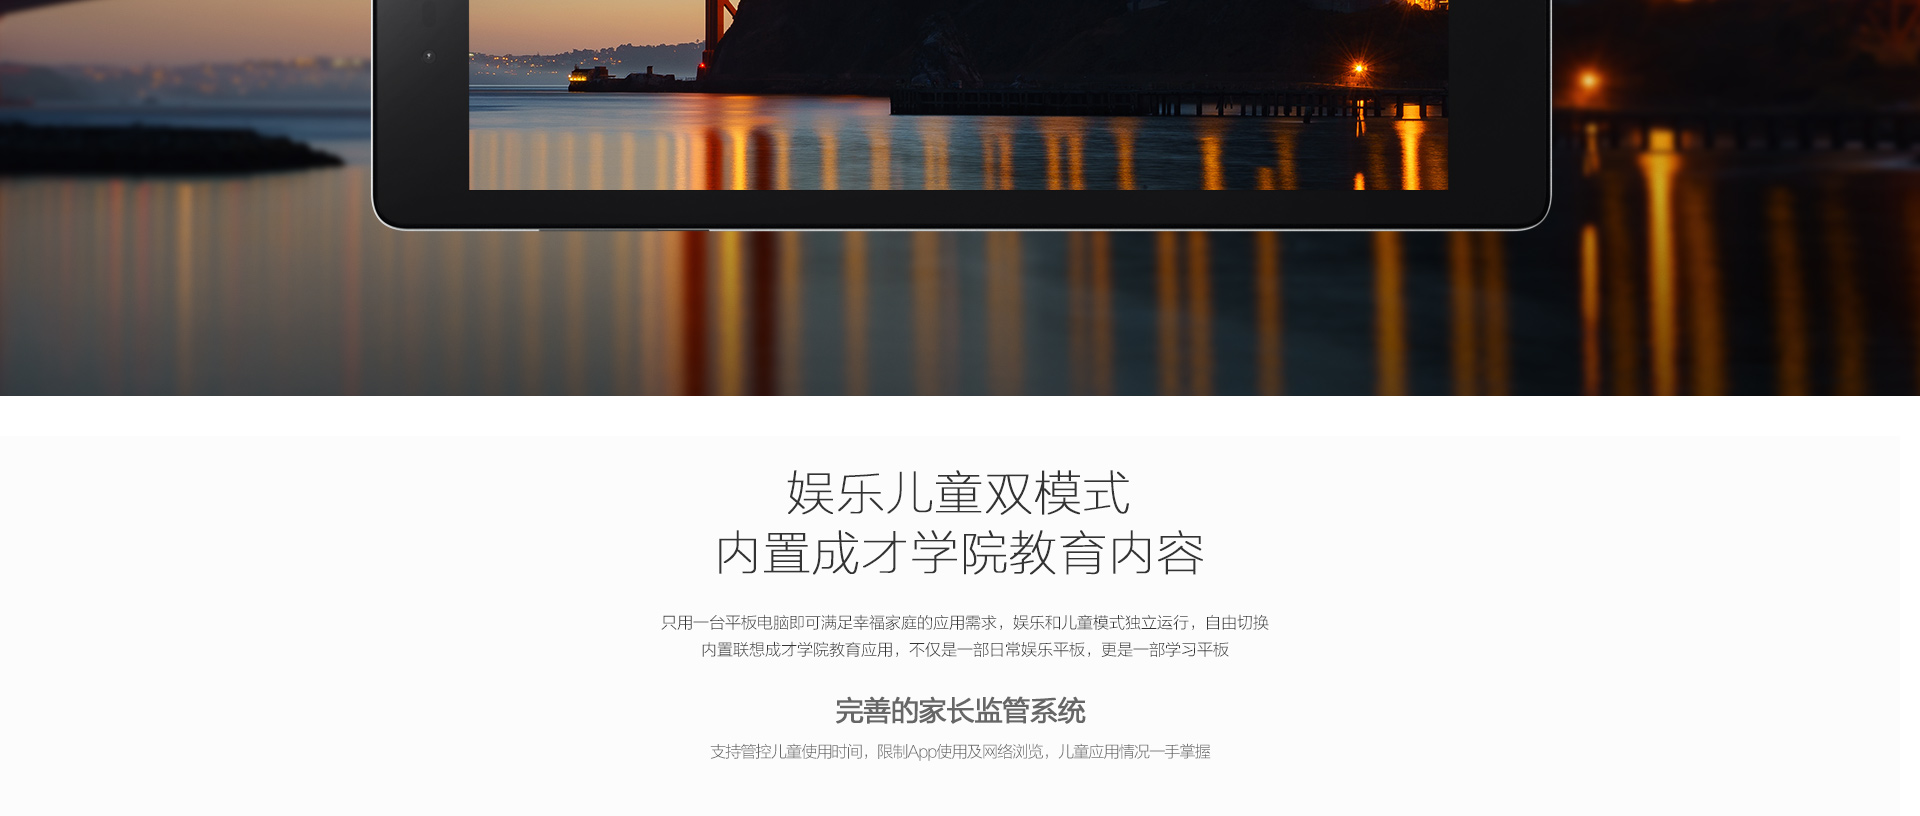 娱乐儿童双模式
内置成才学院教育内容
只用一台平板电脑即可满足幸福家庭的应用需求，娱乐和儿童模式独立运行，自由切换
内置联想成才学院教育应用，不仅是一部日常娱乐平板，更是一部学习平板
完善的家长监管系统
支持管控儿童使用时间，限制App使用及网络浏览，儿童应用情况一手掌握